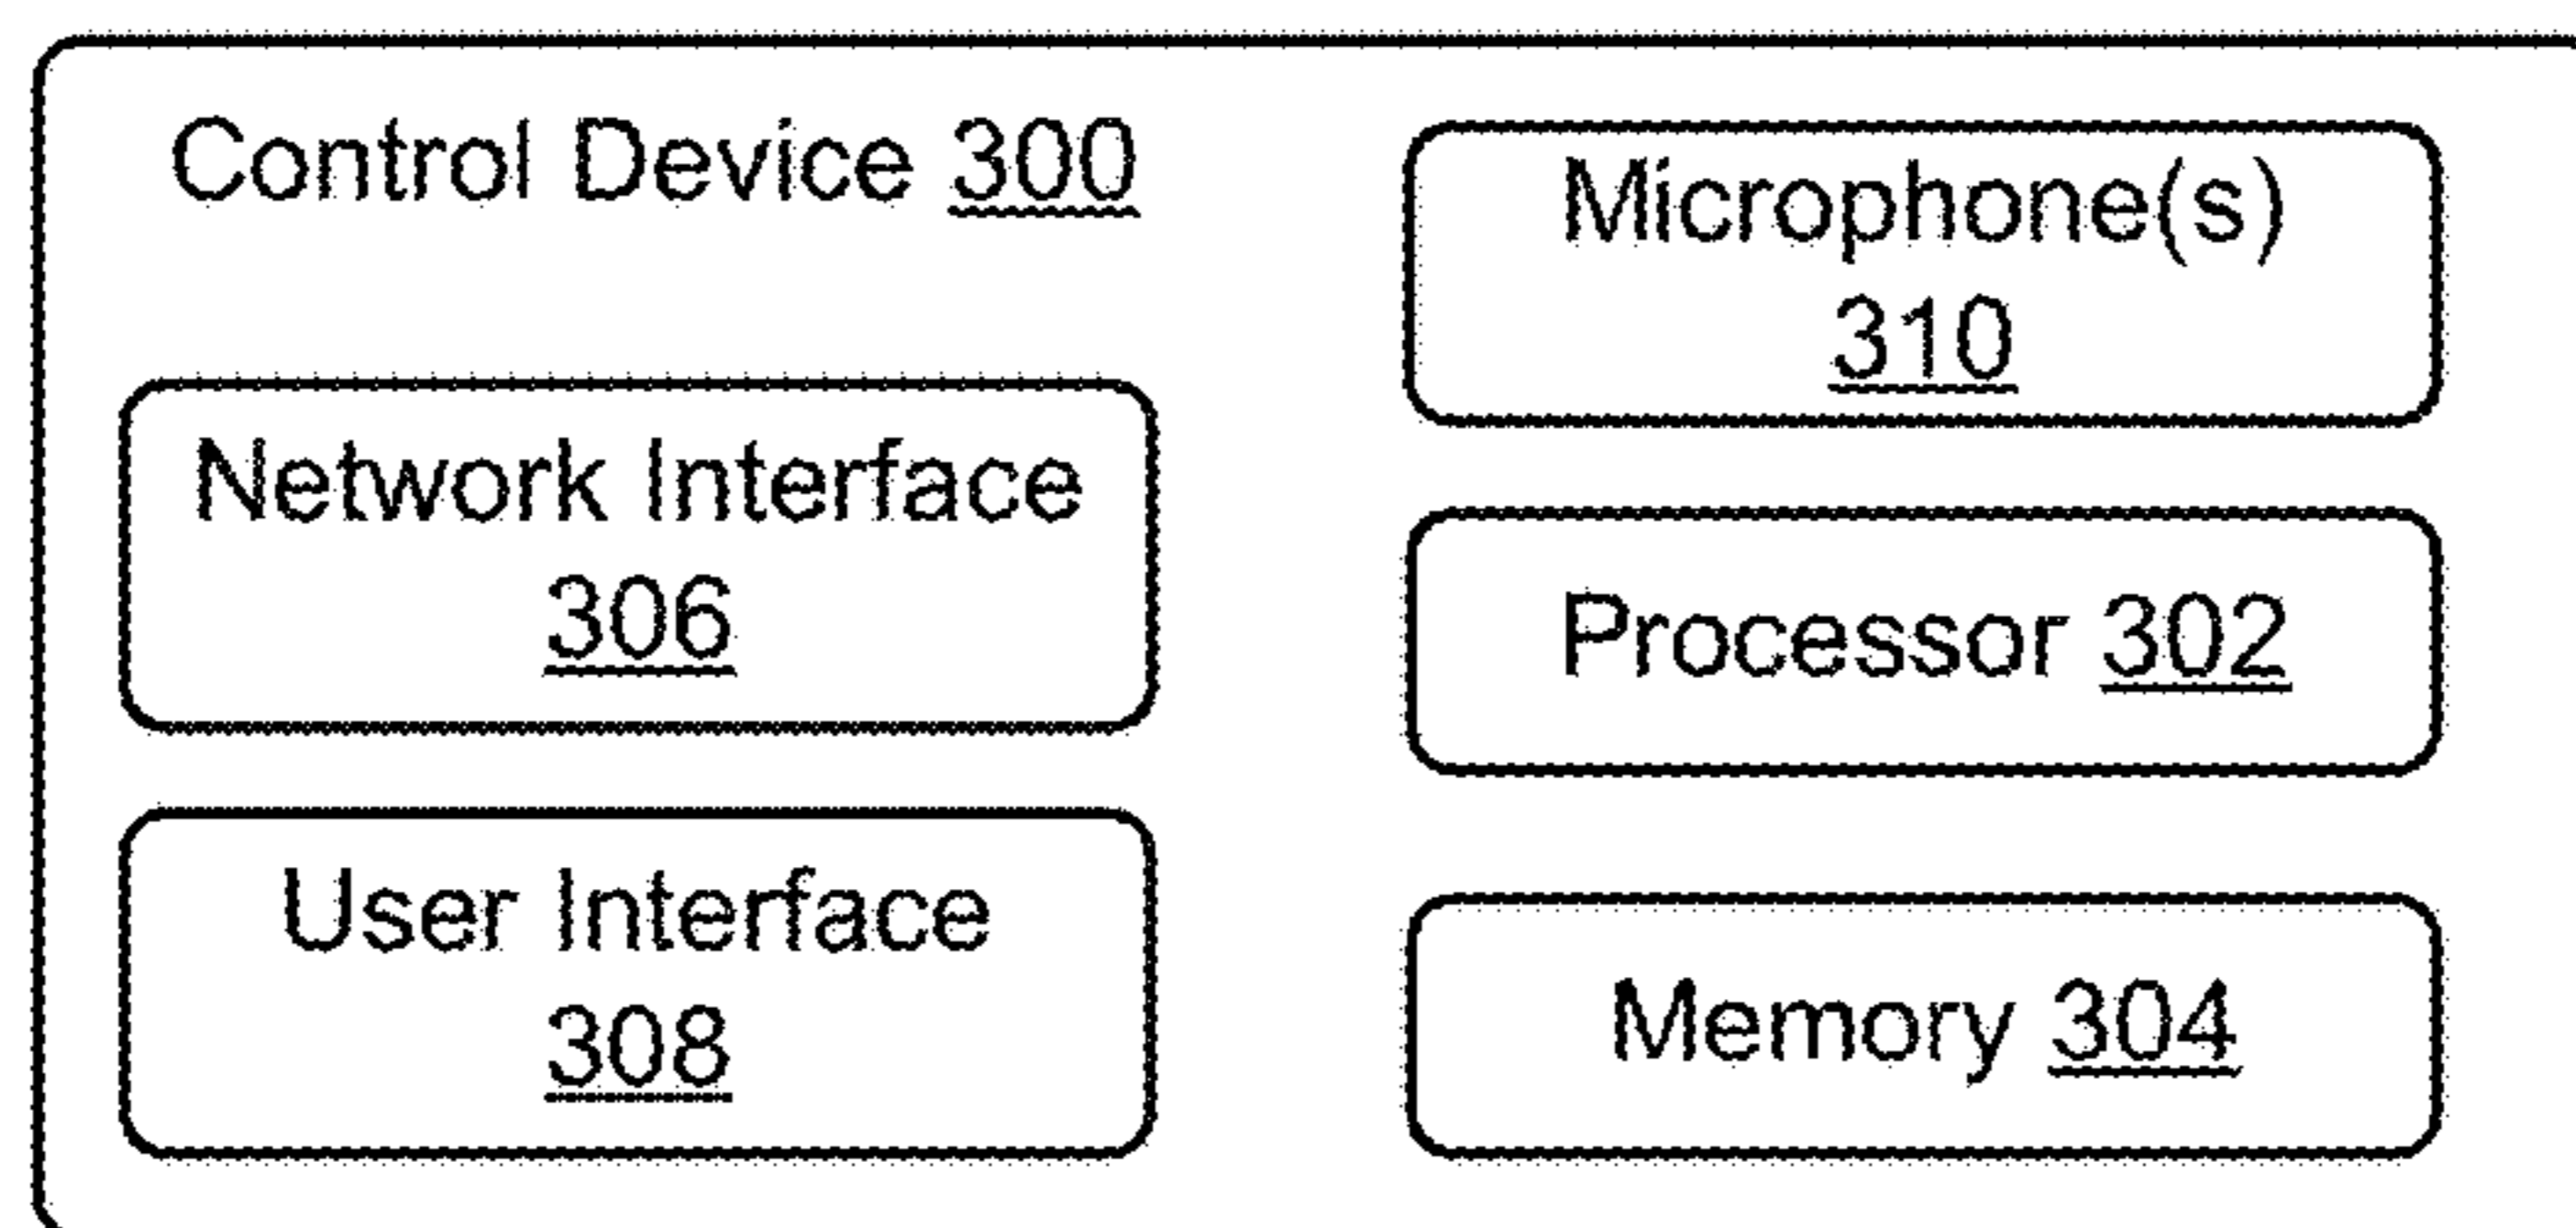 Control Device 300
Network Interface
306
User Interface
308
Microphone(s)
310
Processor 302
Memory 304